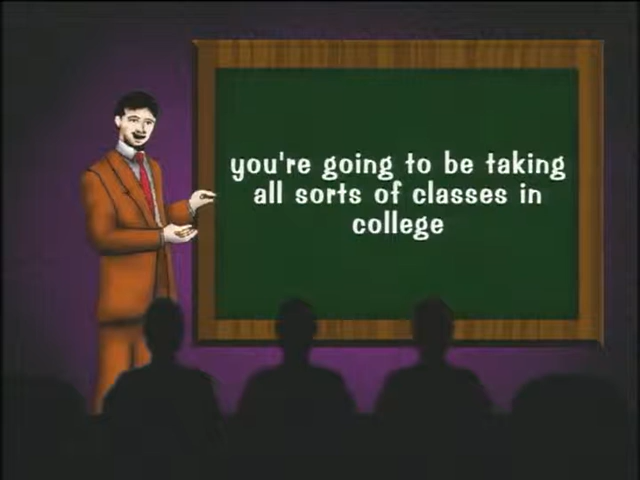 you're going to be taking
all sorts of classes in
college